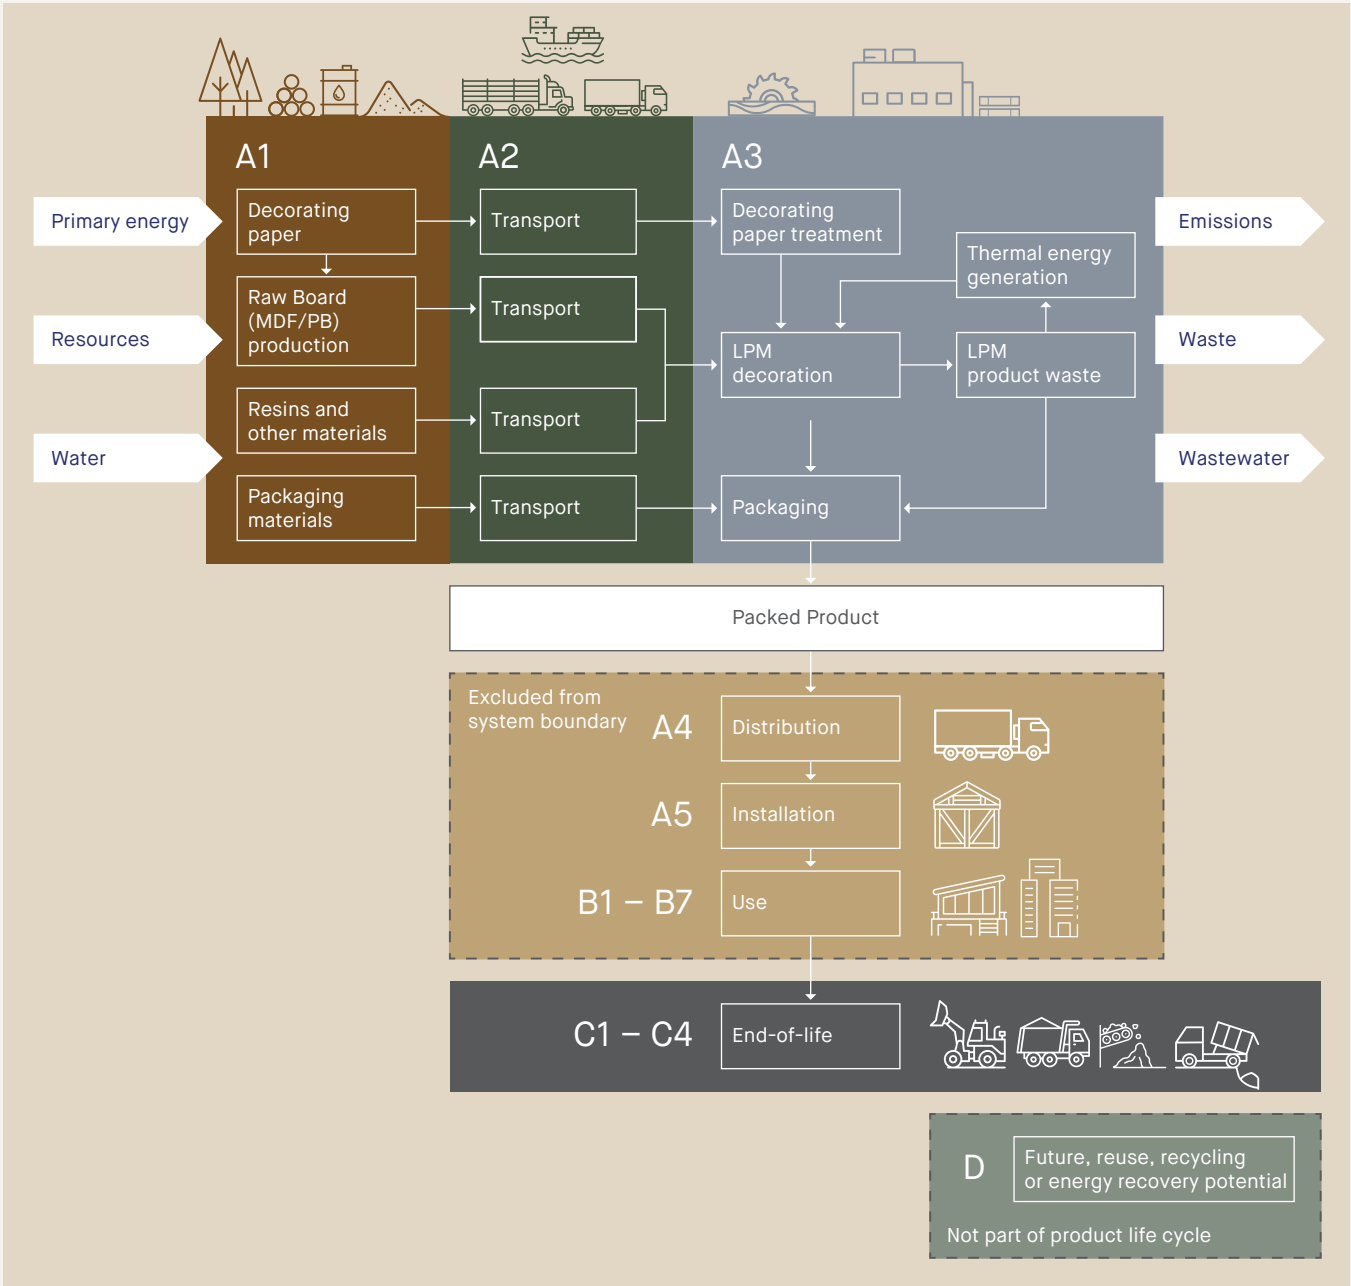 A1
A2
A3
Primary energy
Resources
Water
Decorating
paper
Raw Board
(MDF/PB)
production
Resins and
other materials
Packaging
materials
Transport
Transport
Transport
Transport
Decorating
paper treatment
Thermal energy
generation
LPM
decoration
LPM
product waste
Packaging
Emissions
Waste
Wastewater
Packed Product
Excluded from
system boundary
A4
Distribution
A5
Installation
B1 – B7
Use
C1 – C4
End-of-life
D
Future, reuse, recycling
or energy recovery potential
Not part of product life cycle